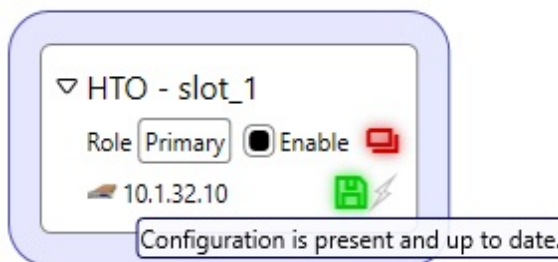 HTO - slot_1
Role Primary Enable
10.1.32.10
Configuration is present and up to date.